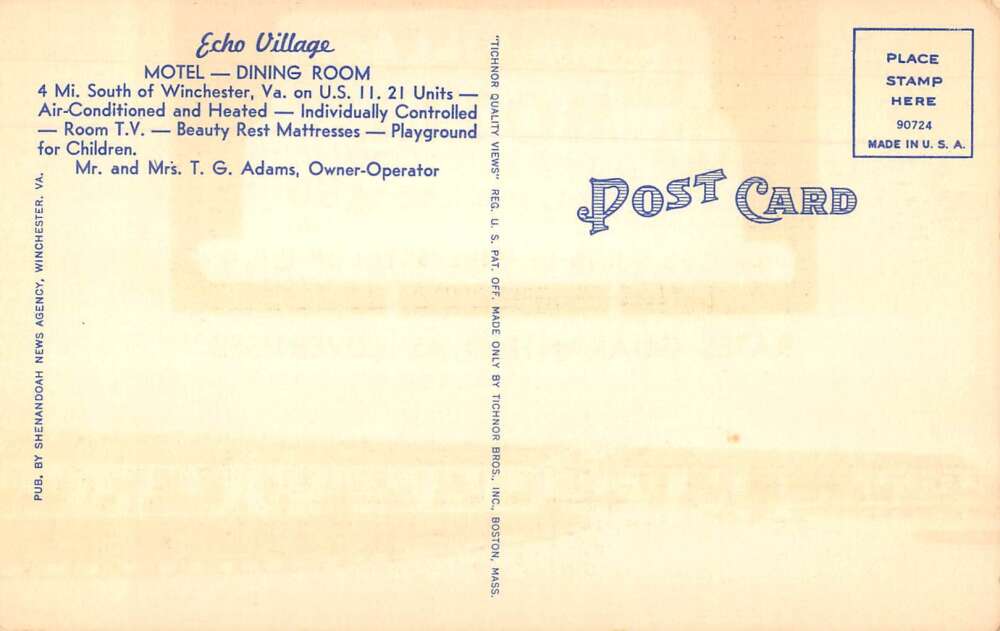 Echo Village
MOTEL — DINING ROOM
4 Mi. South of Winchester, Va. on U.S. 11. 21 Units —
Air-Conditioned and Heated — Individually Controlled
— Room T.V. — Beauty Rest Mattresses — Playground
for Children.
Mr. and Mrs. T. G. Adams, Owner-Operator
PUB. BY SHENANDOAH NEWS AGENCY, WINCHESTER, VA.
"TICHNOR QUALITY VIEWS" REG. U. S. PAT. OFF. MADE ONLY BY TICHNOR BROS., INC., BOSTON, MASS.
POST CARD
PLACE
STAMP
HERE
90724
MADE IN U. S. A.